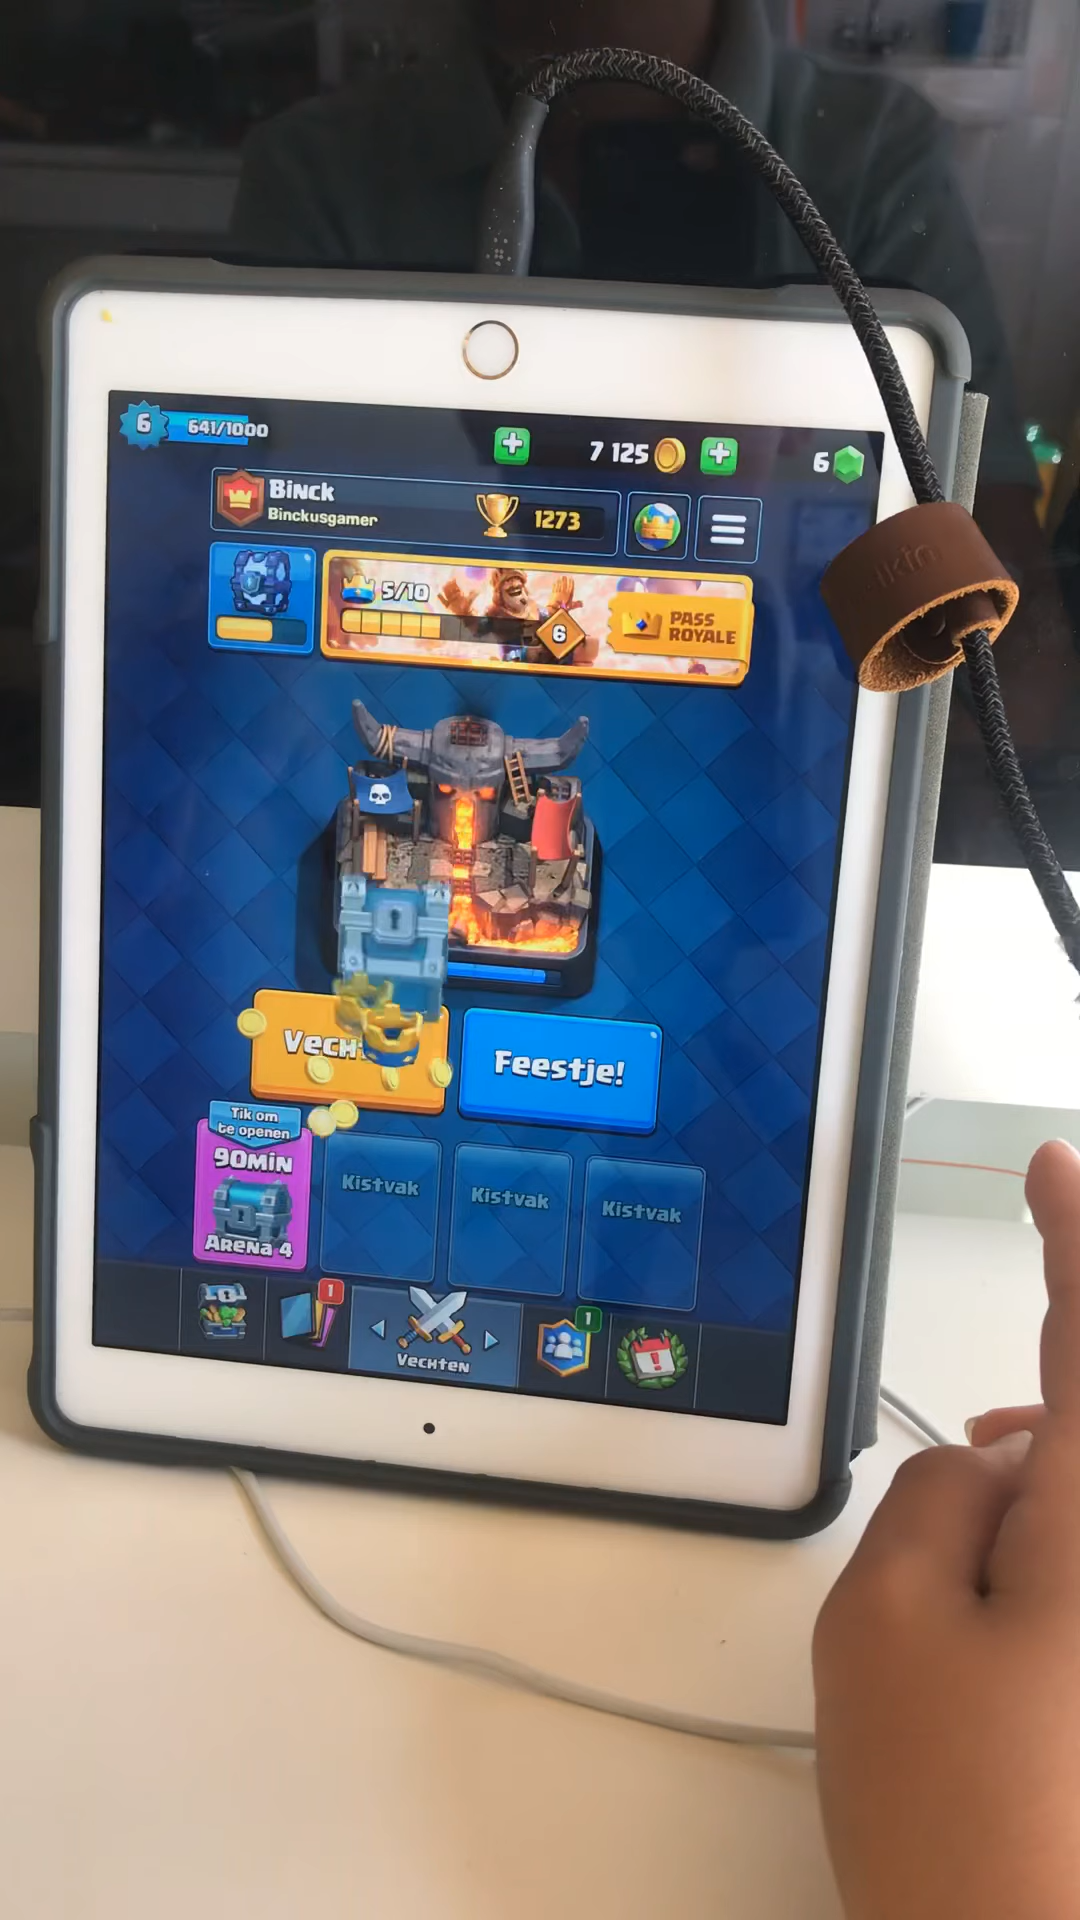 6
641/1000
7 125
6
Binck
Binckusgamer
1273
5/10
6
PASS
ROYALE
Feestje!
Tik om
te openen
90MIN
Arena 4
Kistvak
Kistvak
Kistvak
1
1
Vechten